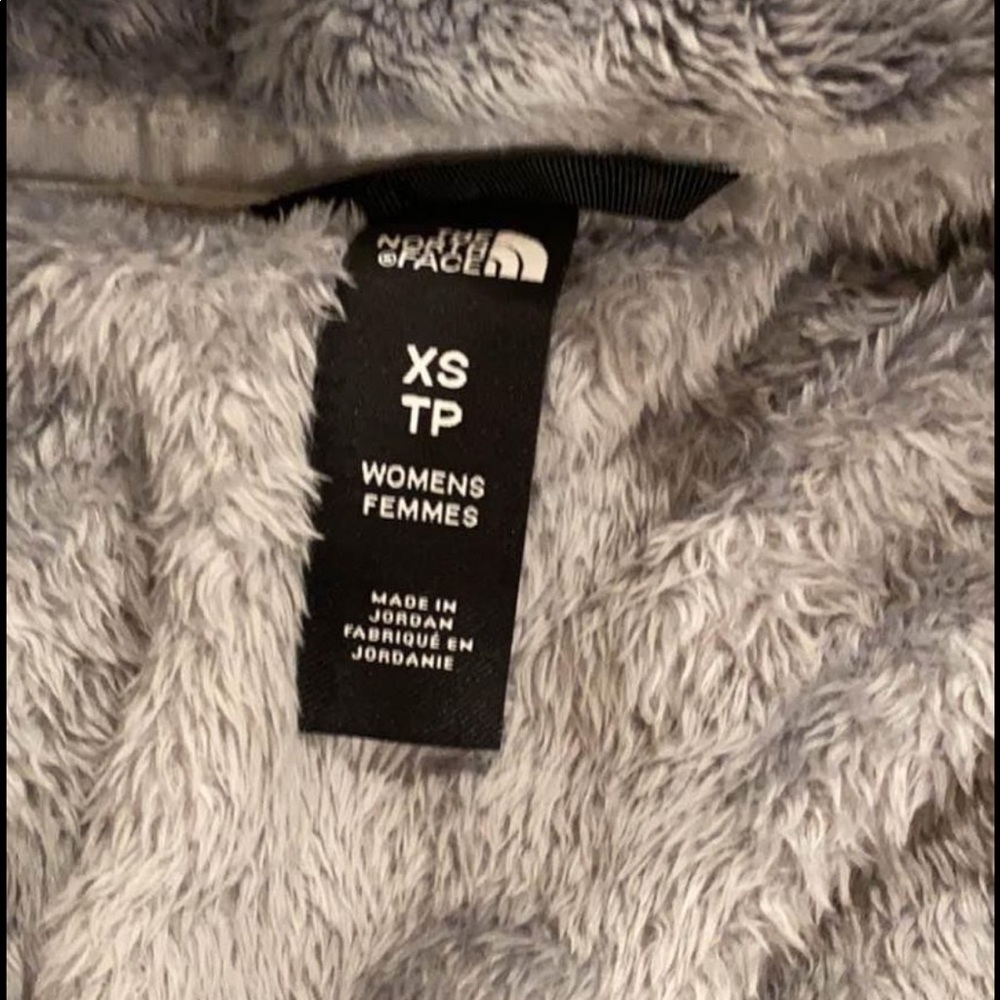 THE
NORTH
®FACE
XS
TP
WOMENS
FEMMES
MADE IN
JORDAN
FABRIQUÉ EN
JORDANIE